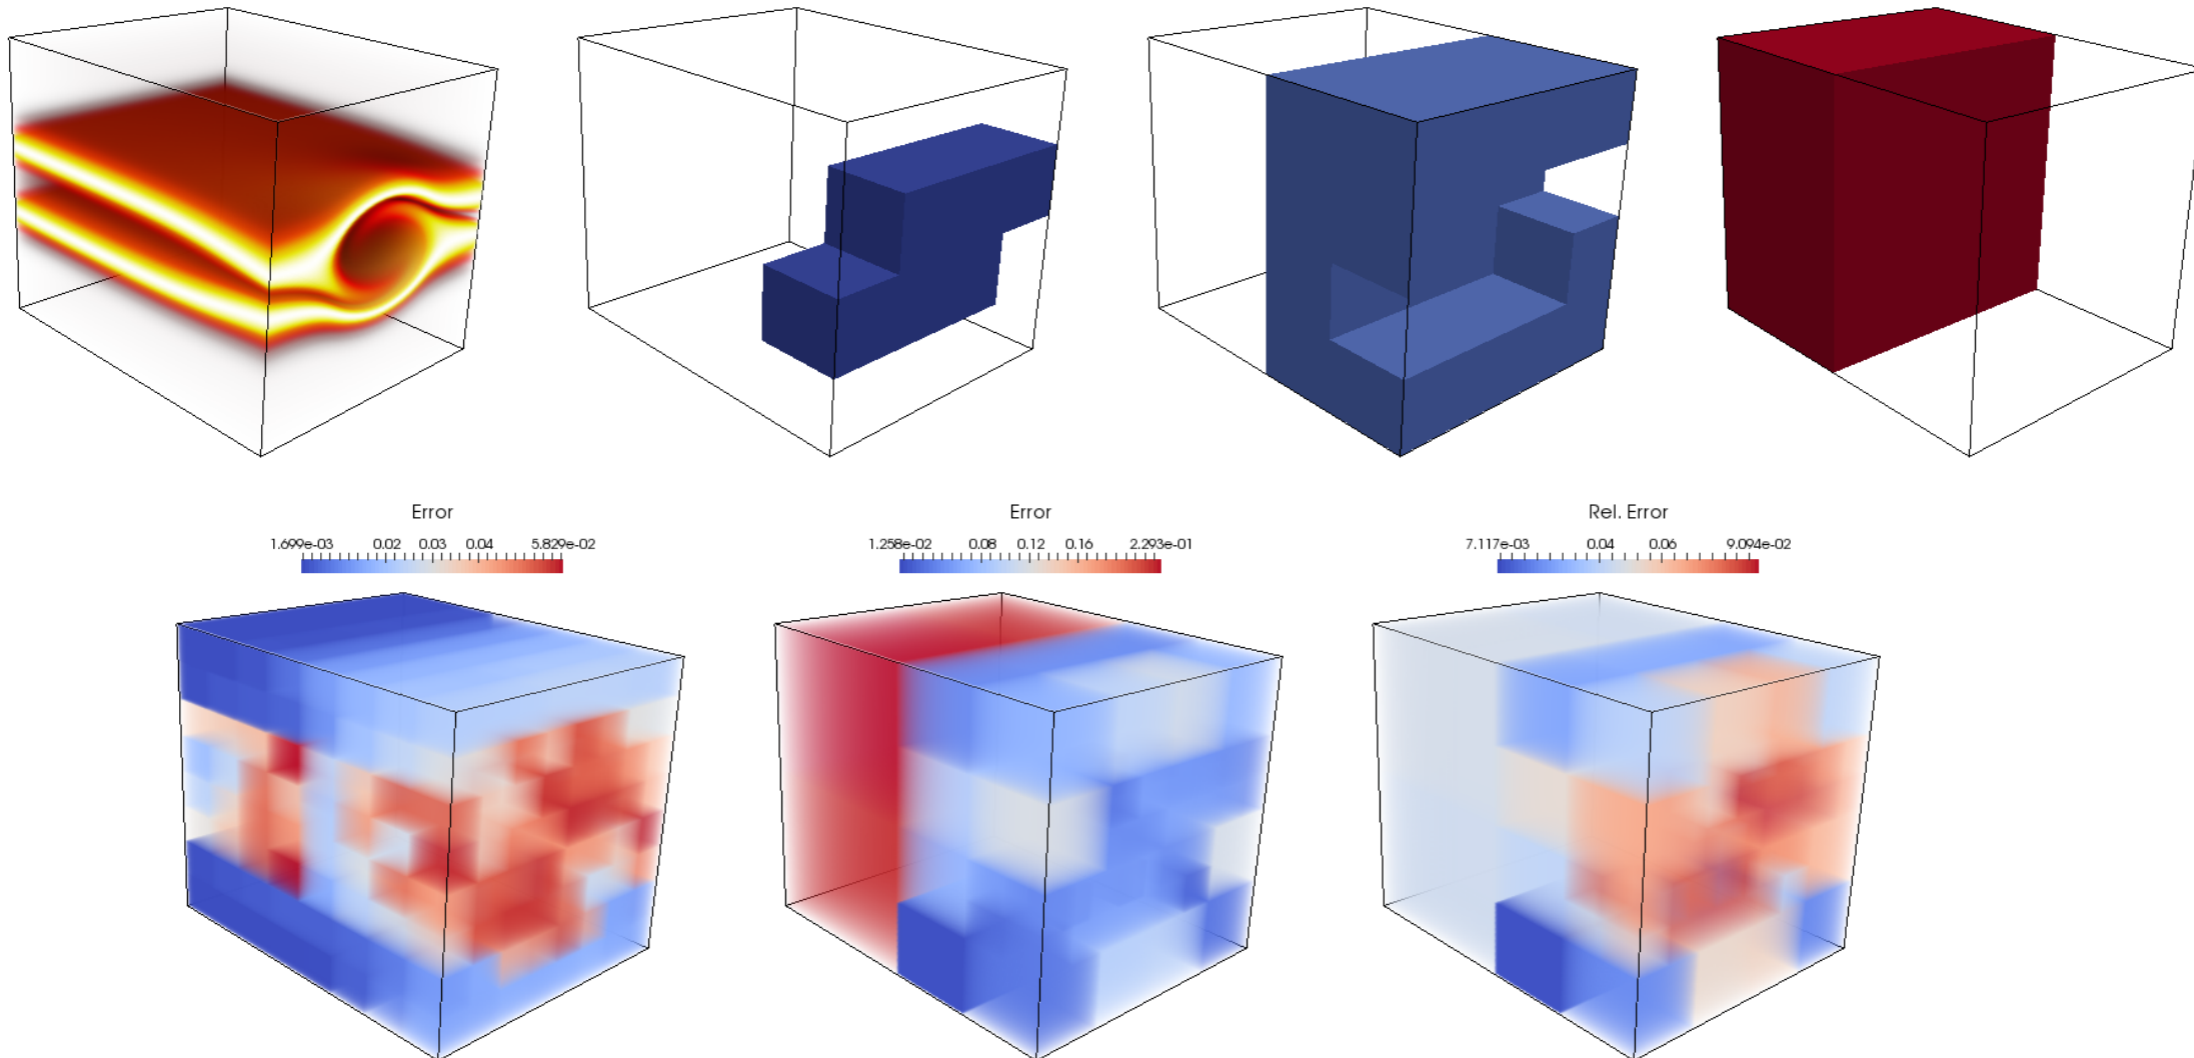 Error
1.699e-03 0.02 0.03 0.04 5.829e-02
Error
1.258e-02 0.08 0.12 0.16 2.293e-01
Rel. Error
7.117e-03 0.04 0.06 9.094e-02